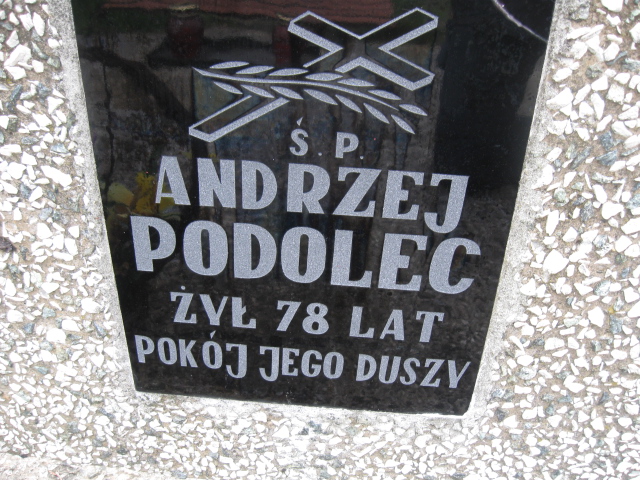 Ś.P.
ANDRZEJ
PODOLEC
ŻYŁ 78 LAT
POKÓJ JEGO DUSZY